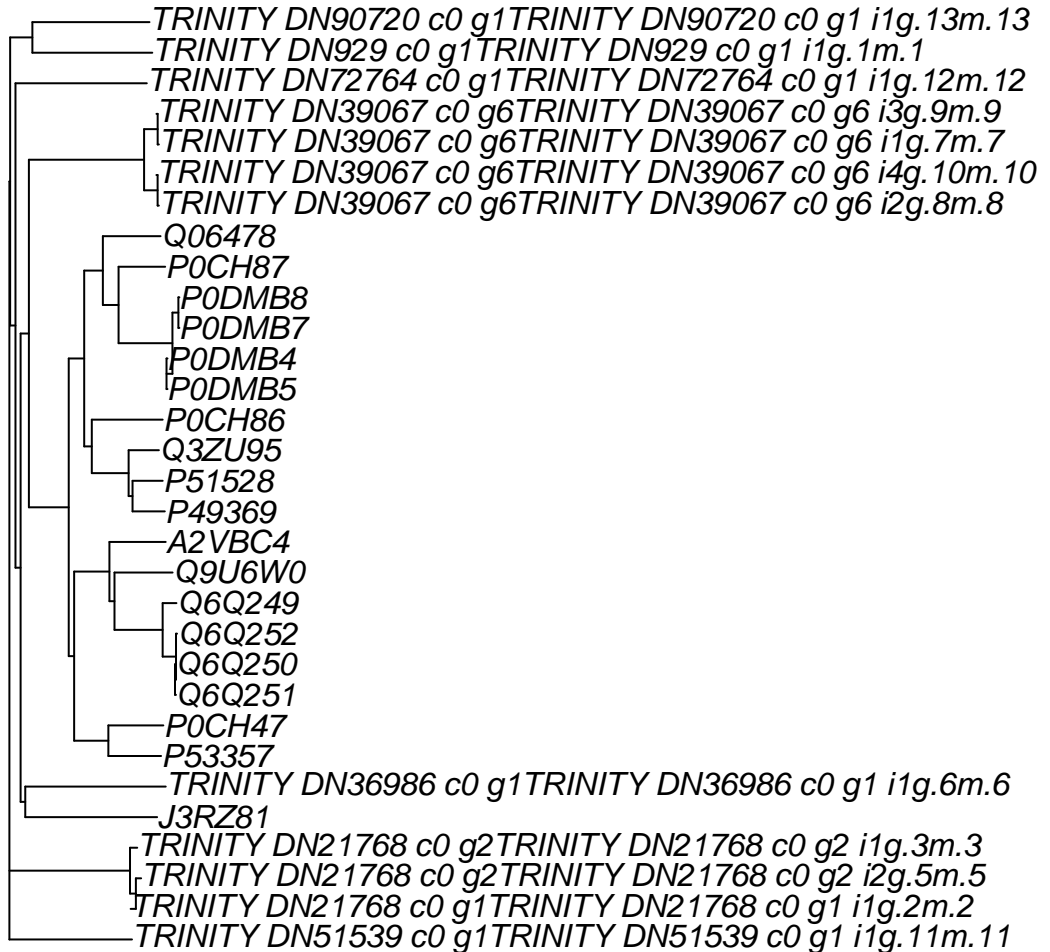 TRINITY DN90720 c0 g1TRINITY DN90720 c0 g1 i1g.13m.13
TRINITY DN929 c0 g1TRINITY DN929 c0 g1 i1g.1m.1
TRINITY DN72764 c0 g1TRINITY DN72764 c0 g1 i1g.12m.12
TRINITY DN39067 c0 g6TRINITY DN39067 c0 g6 i3g.9m.9
TRINITY DN39067 c0 g6TRINITY DN39067 c0 g6 i1g.7m.7
TRINITY DN39067 c0 g6TRINITY DN39067 c0 g6 i4g.10m.10
TRINITY DN39067 c0 g6TRINITY DN39067 c0 g6 i2g.8m.8
Q06478
P0CH87
P0DMB8
P0DMB7
P0DMB4
P0DMB5
P0CH86
Q3ZU95
P51528
P49369
A2VBC4
Q9U6W0
Q6Q249
Q6Q252
Q6Q250
Q6Q251
P0CH47
P53357
TRINITY DN36986 c0 g1TRINITY DN36986 c0 g1 i1g.6m.6
J3RZ81
TRINITY DN21768 c0 g2TRINITY DN21768 c0 g2 i1g.3m.3
TRINITY DN21768 c0 g2TRINITY DN21768 c0 g2 i2g.5m.5
TRINITY DN21768 c0 g1TRINITY DN21768 c0 g1 i1g.2m.2
TRINITY DN51539 c0 g1TRINITY DN51539 c0 g1 i1g.11m.11